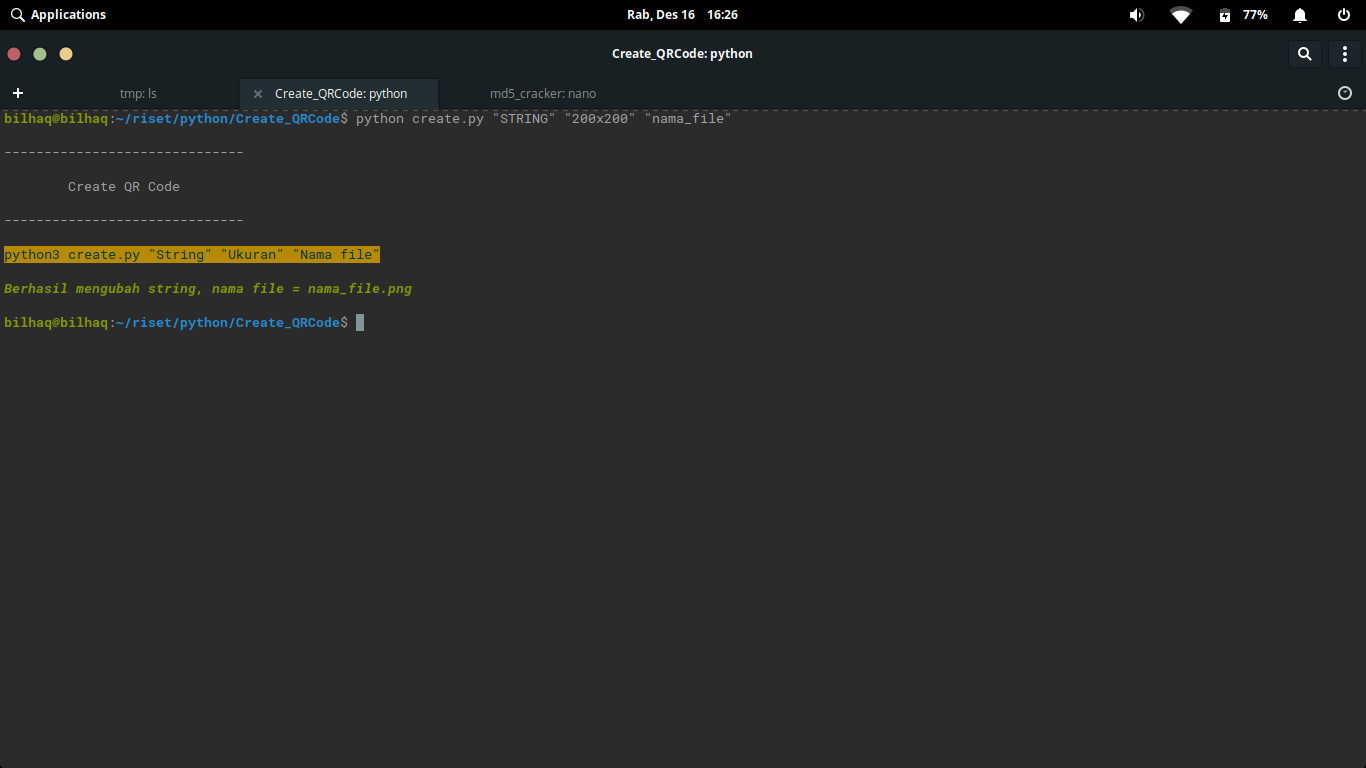 Applications
Rab, Des 16 16:26
77%
Create_QRCode: python
tmp: ls
Create_QRCode: python
md5_cracker: nano
bilhaq@bilhaq:~/riset/python/Create_QRCode$ python create.py "STRING" "200x200" "nama_file"
------------------------------
Create QR Code
------------------------------
python3 create.py "String" "Ukuran" "Nama file"
Berhasil mengubah string, nama file = nama_file.png
bilhaq@bilhaq:~/riset/python/Create_QRCode$